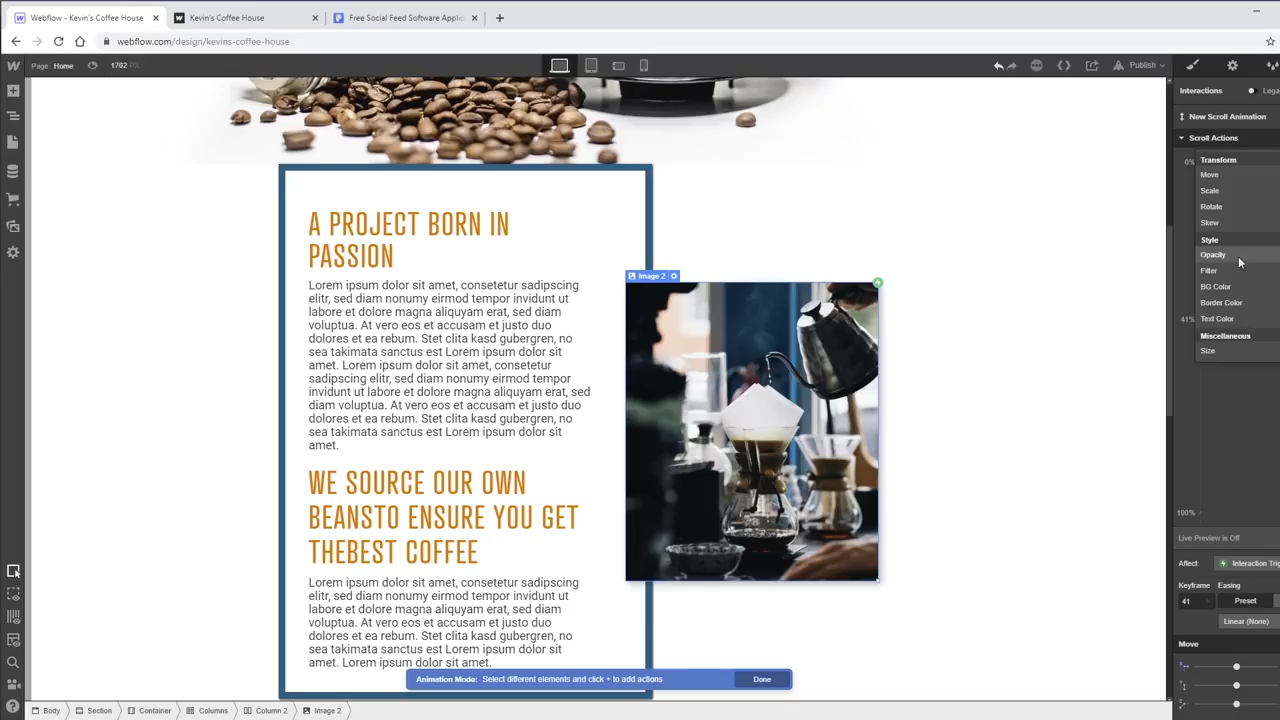 Webflow - Kevin's Coffee House
Kevin's Coffee House
Free Social Feed Software Applic
webflow.com/design/kevins-coffee-house
Page: Home
1702 PX
Publish
Interactions
Lega
New Scroll Animation
Scroll Actions
0%
Transform
Move
Scale
Rotate
Skew
Style
Opacity
Filter
BG Color
Border Color
41%
Text Color
Miscellaneous
Size
A PROJECT BORN IN
PASSION
Lorem ipsum dolor sit amet, consetetur sadipscing
elitr, sed diam nonumy eirmod tempor invidunt ut
labore et dolore magna aliquyam erat, sed diam
voluptua. At vero eos et accusam et justo duo
dolores et ea rebum. Stet clita kasd gubergren, no
sea takimata sanctus est Lorem ipsum dolor sit
amet. Lorem ipsum dolor sit amet, consetetur
sadipscing elitr, sed diam nonumy eirmod tempor
invidunt ut labore et dolore magna aliquyam erat, sed
diam voluptua. At vero eos et accusam et justo duo
dolores et ea rebum. Stet clita kasd gubergren, no
sea takimata sanctus est Lorem ipsum dolor sit
amet.
Image 2
WE SOURCE OUR OWN
BEANSTO ENSURE YOU GET
THEBEST COFFEE
Lorem ipsum dolor sit amet, consetetur sadipscing
elitr, sed diam nonumy eirmod tempor invidunt ut
labore et dolore magna aliquyam erat, sed diam
voluptua. At vero eos et accusam et justo duo
dolores et ea rebum. Stet clita kasd gubergren, no
sea takimata sanctus est Lorem ipsum dolor sit
amet. Lorem ipsum dolor sit amet.
100%
Live Preview is Off
Affect:
Interaction Trig
Keyframe
Easing
41 %
Preset
Linear (None)
Move
Animation Mode: Select different elements and click + to add actions
Done
Body
Section
Container
Columns
Column 2
Image 2